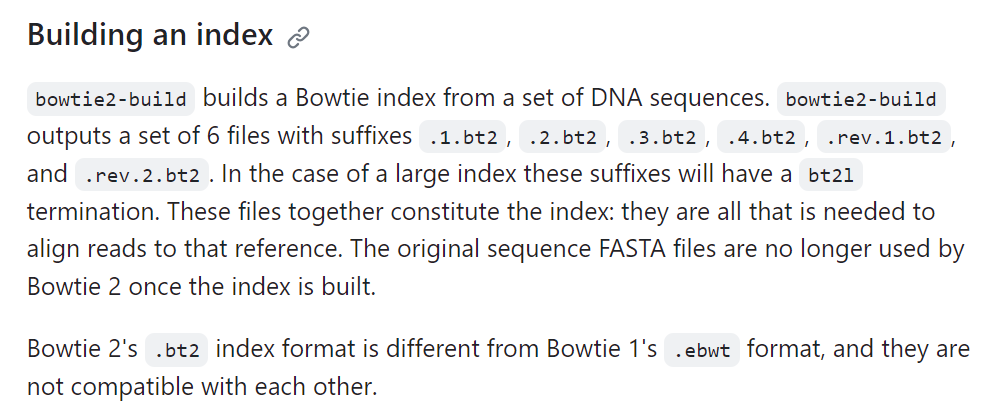 Building an index
bowtie2-build builds a Bowtie index from a set of DNA sequences. bowtie2-build
outputs a set of 6 files with suffixes .1.bt2, .2.bt2, .3.bt2, .4.bt2, .rev.1.bt2,
and .rev.2.bt2. In the case of a large index these suffixes will have a bt2l
termination. These files together constitute the index: they are all that is needed to
align reads to that reference. The original sequence FASTA files are no longer used by
Bowtie 2 once the index is built.
Bowtie 2's .bt2 index format is different from Bowtie 1's .ebwt format, and they are
not compatible with each other.